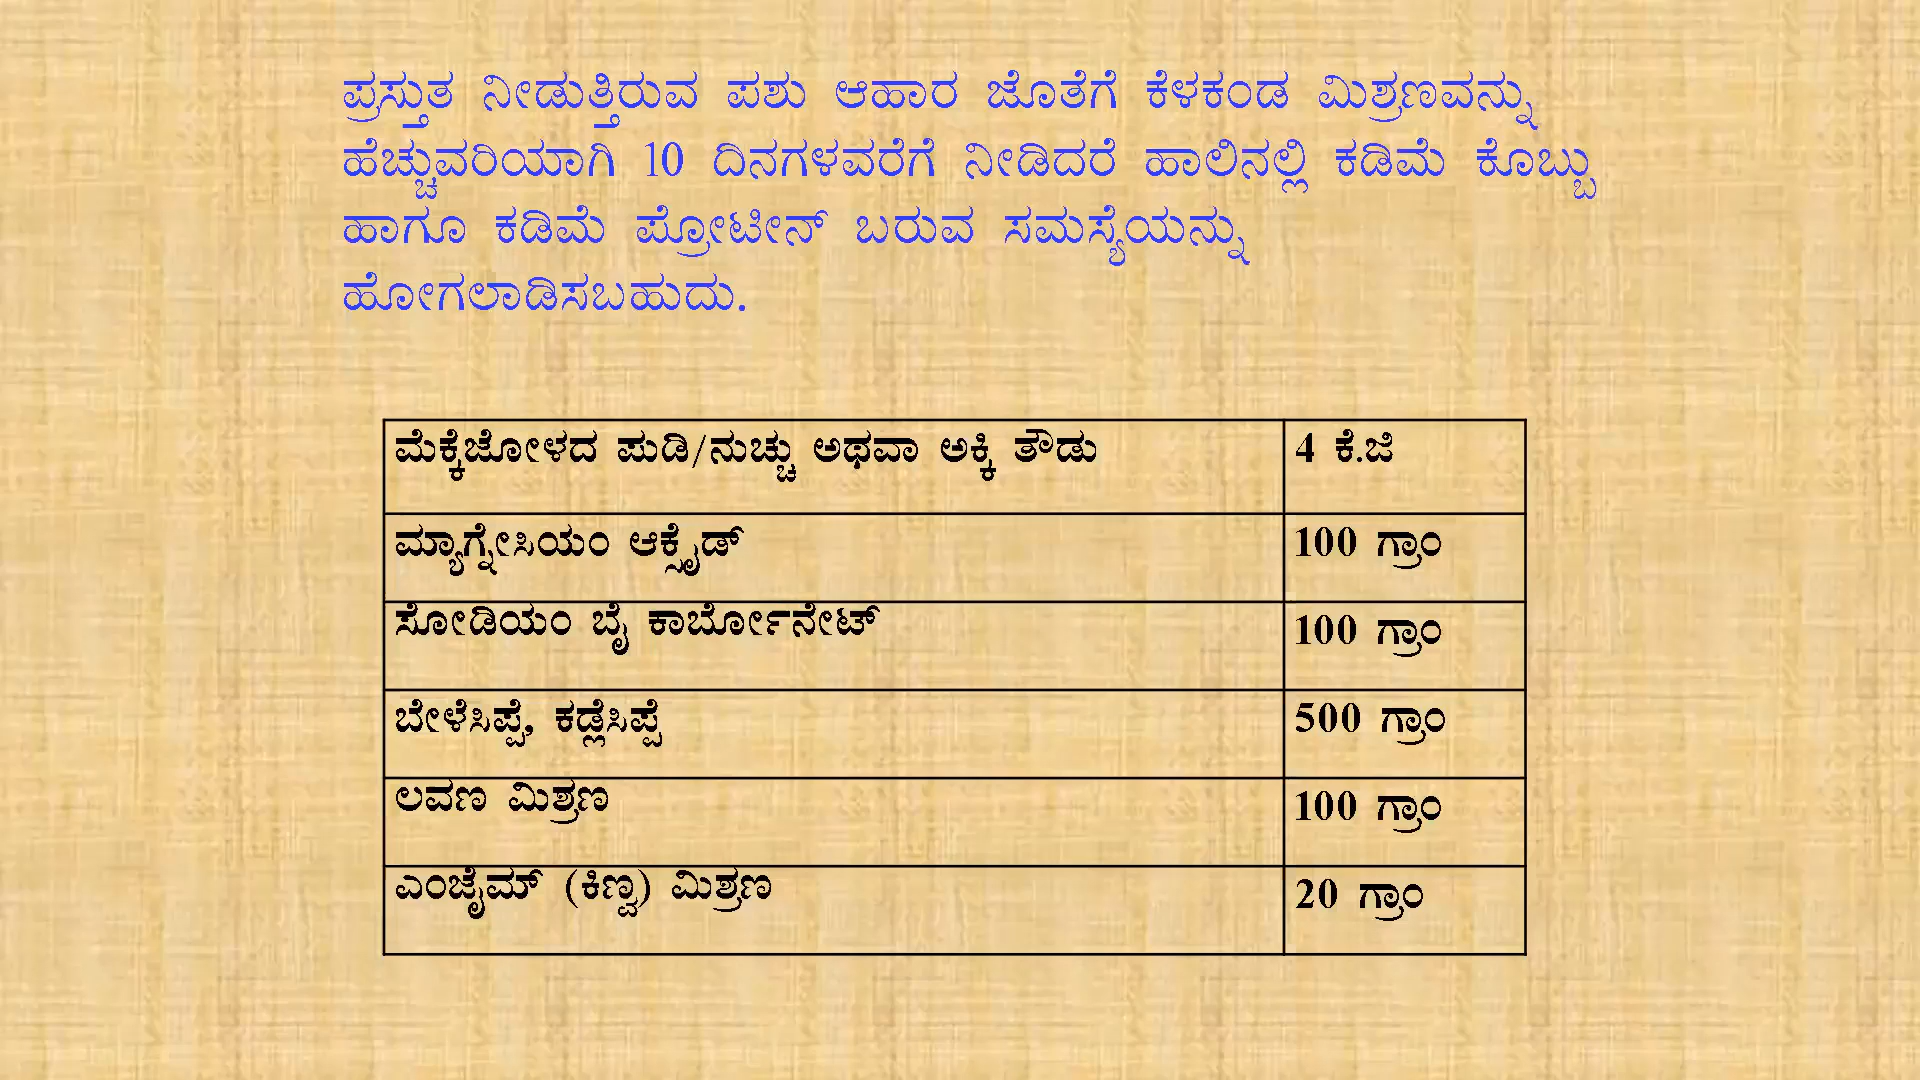 ಪ್ರಸ್ತುತ ನೀಡುತ್ತಿರುವ ಪಶು ಆಹಾರ ಜೊತೆಗೆ ಕೆಳಕಂಡ ಮಿಶ್ರಣವನ್ನು
ಹೆಚ್ಚುವರಿಯಾಗಿ 10 ದಿನಗಳವರೆಗೆ ನೀಡಿದರೆ ಹಾಲಿನಲ್ಲಿ ಕಡಿಮೆ ಕೊಬ್ಬು
ಹಾಗೂ ಕಡಿಮೆ ಪ್ರೋಟೀನ್ ಬರುವ ಸಮಸ್ಯೆಯನ್ನು
ಹೋಗಲಾಡಿಸಬಹುದು.
ಮೆಕ್ಕೆಜೋಳದ ಪುಡಿ/ನುಚ್ಚು ಅಥವಾ ಅಕ್ಕಿ ತೌಡು 4 ಕೆ.ಜಿ
ಮ್ಯಾಗ್ನೇಸಿಯಂ ಆಕ್ಸೈಡ್ 100 ಗ್ರಾಂ
ಸೋಡಿಯಂ ಬೈ ಕಾರ್ಬೋನೇಟ್ 100 ಗ್ರಾಂ
ಬೇಳೆಸಿಪ್ಪೆ, ಕಡ್ಲೆಸಿಪ್ಪೆ 500 ಗ್ರಾಂ
ಲವಣ ಮಿಶ್ರಣ 100 ಗ್ರಾಂ
ಎಂಜೈಮ್ (ಕಿಣ್ವ) ಮಿಶ್ರಣ 20 ಗ್ರಾಂ